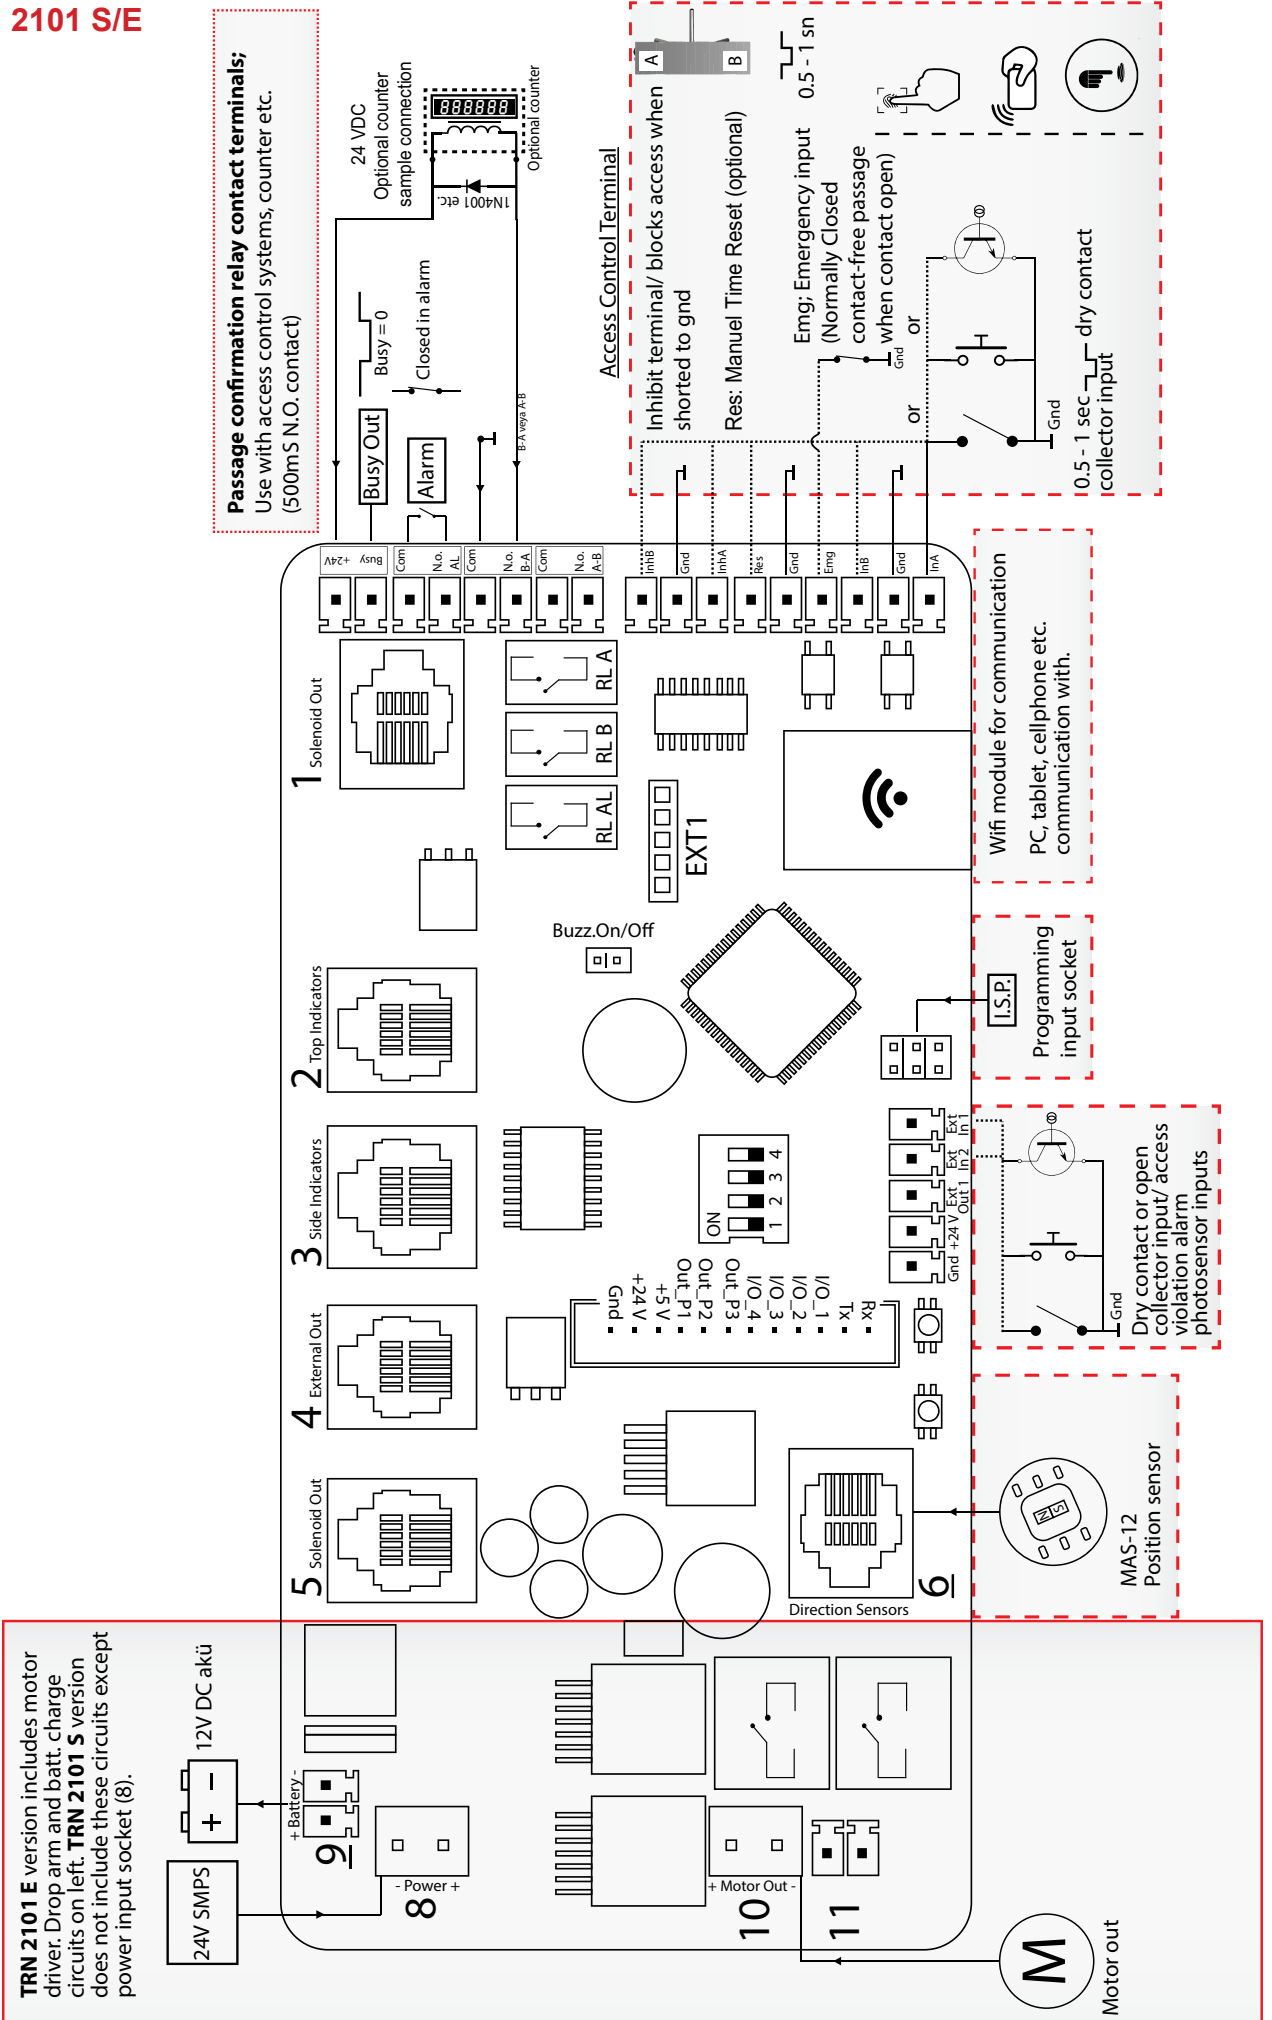 2101 S/E
Passage confirmation relay contact terminals;
Use with access control systems, counter etc.
(500mS N.O. contact)
24 VDC
Optional counter
sample connection
888888
Optional counter
1N4001 etc.
Busy = 0
Busy Out
Closed in alarm
Alarm
B-A veya A-B
Access Control Terminal
Inhibit terminal/ blocks access when
shorted to gnd
A
B
Res: Manuel Time Reset (optional)
0.5 - 1 sn
Emg; Emergency input
(Normally Closed
contact-free passage
when contact open)
Gnd
or
or
Gnd
0.5 - 1 sec
dry contact
collector input
+24V
Busy
Com
N.o.
AL
Com
N.o.
B-A
Com
N.o.
A-B
InhB
Gnd
InhA
Res
Gnd
Emg
InB
Gnd
InA
1
Solenoid Out
RL A
RL B
RL AL
EXT1
Wifi module for communication
PC, tablet, cellphone etc.
communication with.
Buzz.On/Off
2
Top Indicators
I.S.P.
Programming
input socket
3
Side Indicators
ON
1 2 3 4
Gnd
+24 V
Ext
Out 1
Ext
In 2
Ext
In 1
Gnd
Dry contact or open
collector input/ access
violation alarm
photosensor inputs
4
External Out
Gnd
+24 V
+5 V
Out_P1
Out_P2
Out_P3
I/O_4
I/O_3
I/O_2
I/O_1
Tx
Rx
5
Solenoid Out
6
Direction Sensors
S
N
MAS-12
Position sensor
TRN 2101 E version includes motor
driver. Drop arm and batt. charge
circuits on left. TRN 2101 S version
does not include these circuits except
power input socket (8).
12V DC akü
+ -
24V SMPS
+ Battery -
9
- Power +
8
+ Motor Out -
10
11
M
Motor out